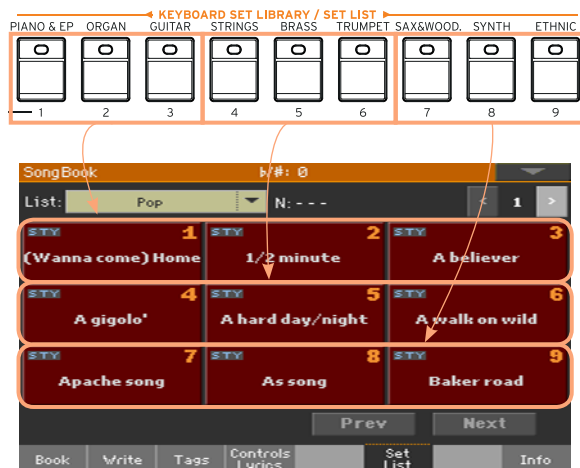 KEYBOARD SET LIBRARY / SET LIST
PIANO & EP ORGAN GUITAR STRINGS BRASS TRUMPET SAX&WOOD. SYNTH ETHNIC
1 2 3 4 5 6 7 8 9
SongBook b/#: 0
List: Pop N: - - - < 1 >
STY 1 STY 2 STY 3
(Wanna come) Home 1/2 minute A believer
STY 4 STY 5 STY 6
A gigolo' A hard day/night A walk on wild
STY 7 STY 8 STY 9
Apache song As song Baker road
Prev Next
Book Write Tags Controls Lyrics Set List Info